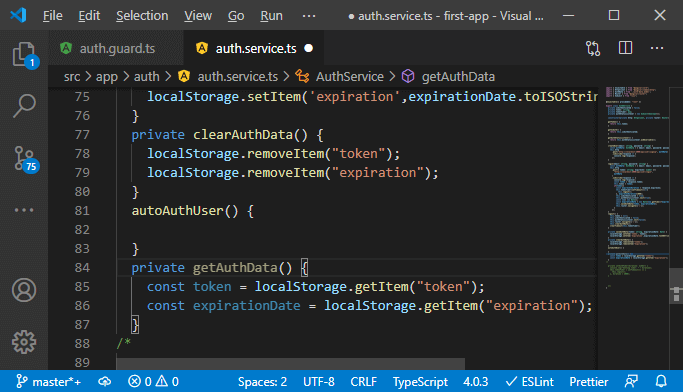 File Edit Selection View Go Run ··· ● auth.service.ts - first-app - Visual ...
auth.guard.ts auth.service.ts ●
src > app > auth > auth.service.ts > AuthService > getAuthData
1
75
75 localStorage.setItem('expiration',expirationDate.toISOStrin
76 }
77 private clearAuthData() {
78 localStorage.removeItem("token");
79 localStorage.removeItem("expiration");
80 }
81 autoAuthUser() {
82
83 }
84 private getAuthData() {
85 const token = localStorage.getItem("token");
86 const expirationDate = localStorage.getItem("expiration");
87 }
88 /*
89
master*+ 0 0 Spaces: 2 UTF-8 CRLF TypeScript 4.0.3 ✓ ESLint Prettier